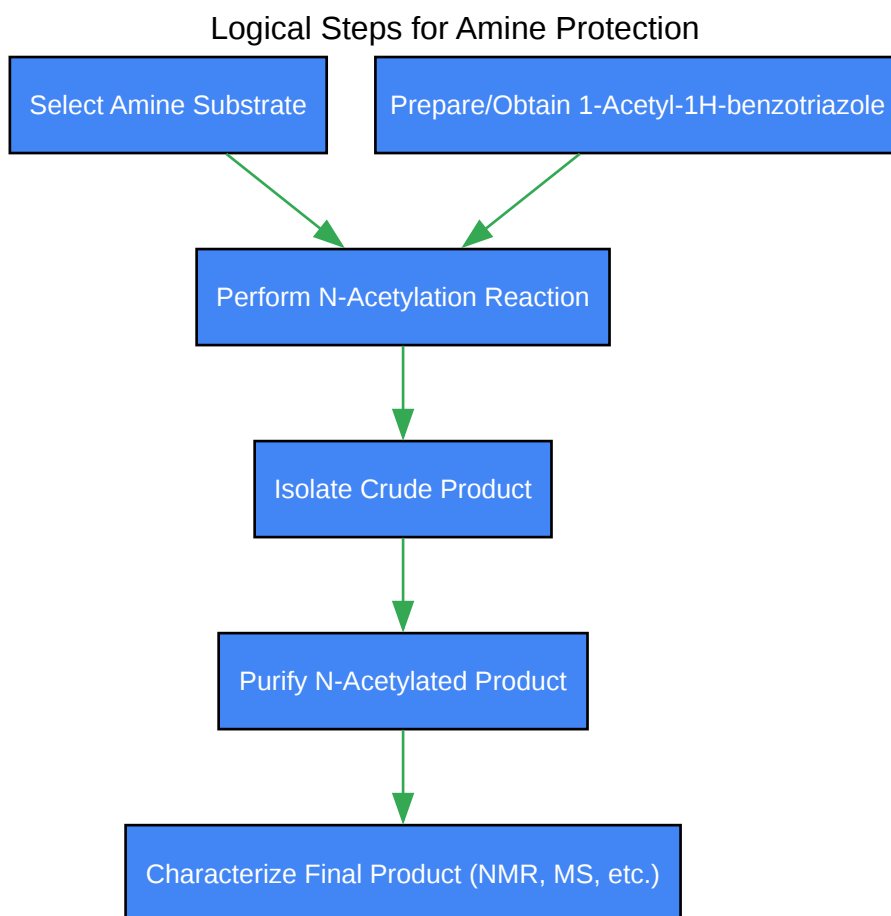 Logical Steps for Amine Protection
Select Amine Substrate
Prepare/Obtain 1-Acetyl-1H-benzotriazole
Perform N-Acetylation Reaction
Isolate Crude Product
Purify N-Acetylated Product
Characterize Final Product (NMR, MS, etc.)